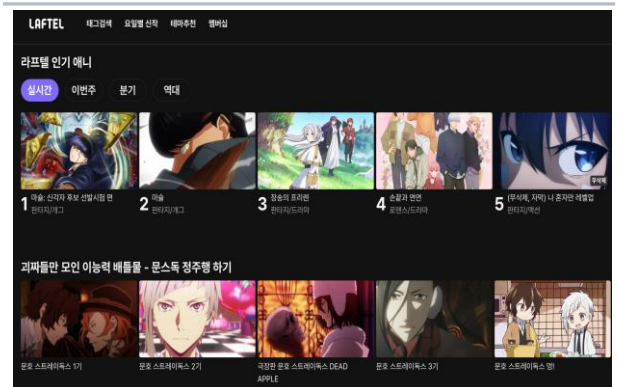 LAFTEL 태그검색 요일별 신작 테마추천 멤버십
라프텔 인기 애니
실시간 이번주 분기 역대
무삭제
1 마슐: 신각자 후보 선발시험 편
판타지/개그
2 마슐
판타지/개그
3 장송의 프리렌
판타지/드라마
4 손끝과 연연
로맨스/드라마
5 (무삭제, 자막) 나 혼자만 레벨업
판타지/액션
괴짜들만 모인 이능력 배틀물 - 문스독 정주행 하기
문호 스트레이독스 1기
문호 스트레이독스 2기
극장판 문호 스트레이독스 DEAD
APPLE
문호 스트레이독스 3기
문호 스트레이독스 멍!